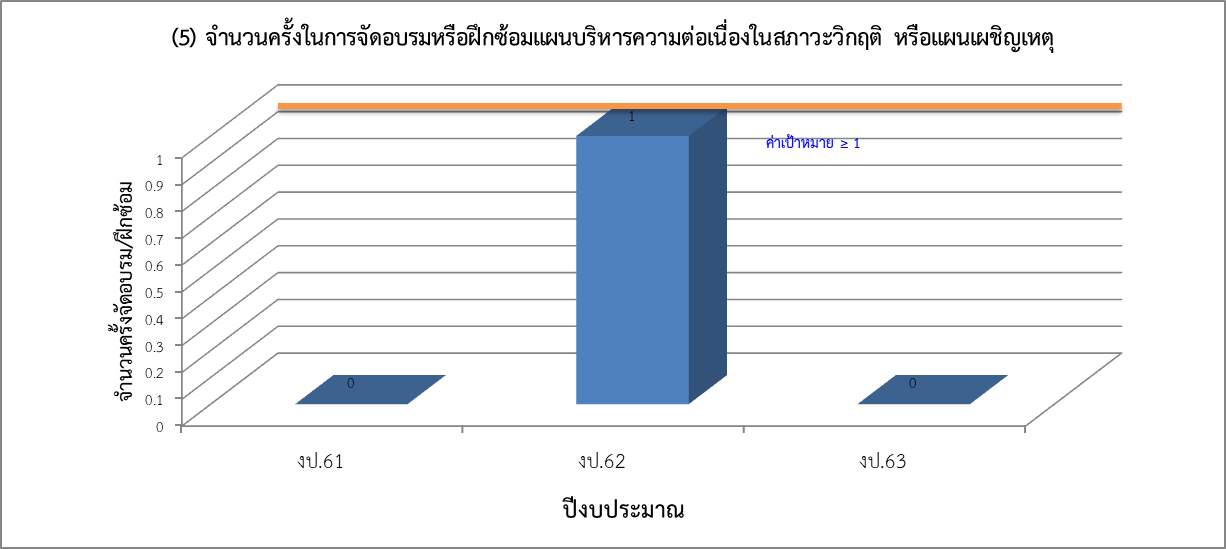 (5) จำนวนครั้งในการจัดอบรมหรือฝึกซ้อมแผนบริหารความต่อเนื่องในสภาวะวิกฤติ หรือแผนเผชิญเหตุ
1
ค่าเป้าหมาย ≥ 1
1
0.9
0.8
0.7
0.6
0.5
0.4
0.3
0.2
0.1
0
จำนวนครั้งจัดอบรม/ฝึกซ้อม
0
0
งป.61
งป.62
งป.63
ปีงบประมาณ